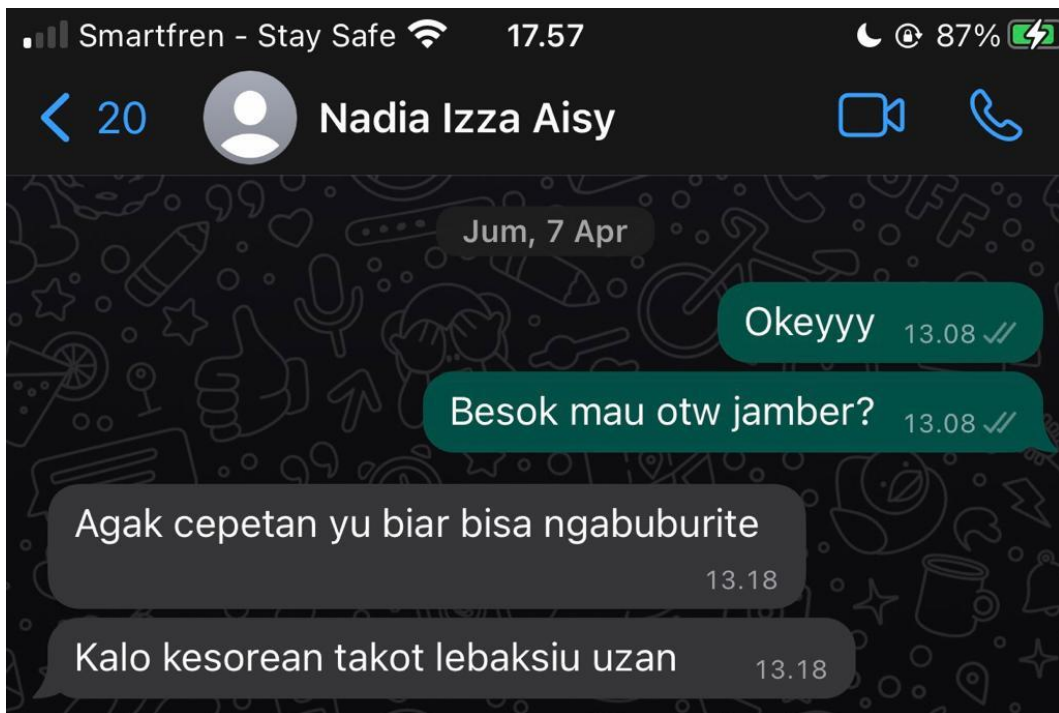 Smartfren - Stay Safe 17.57 87%
20 Nadia Izza Aisy
Jum, 7 Apr
Okeyyy 13.08
Besok mau otw jamber? 13.08
Agak cepetan yu biar bisa ngabuburite
13.18
Kalo kesorean takot lebaksiu uzan 13.18